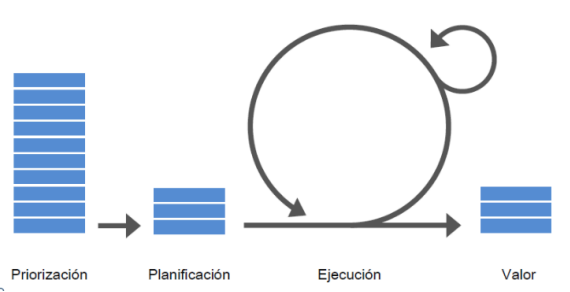 Priorización
Planificación
Ejecución
Valor